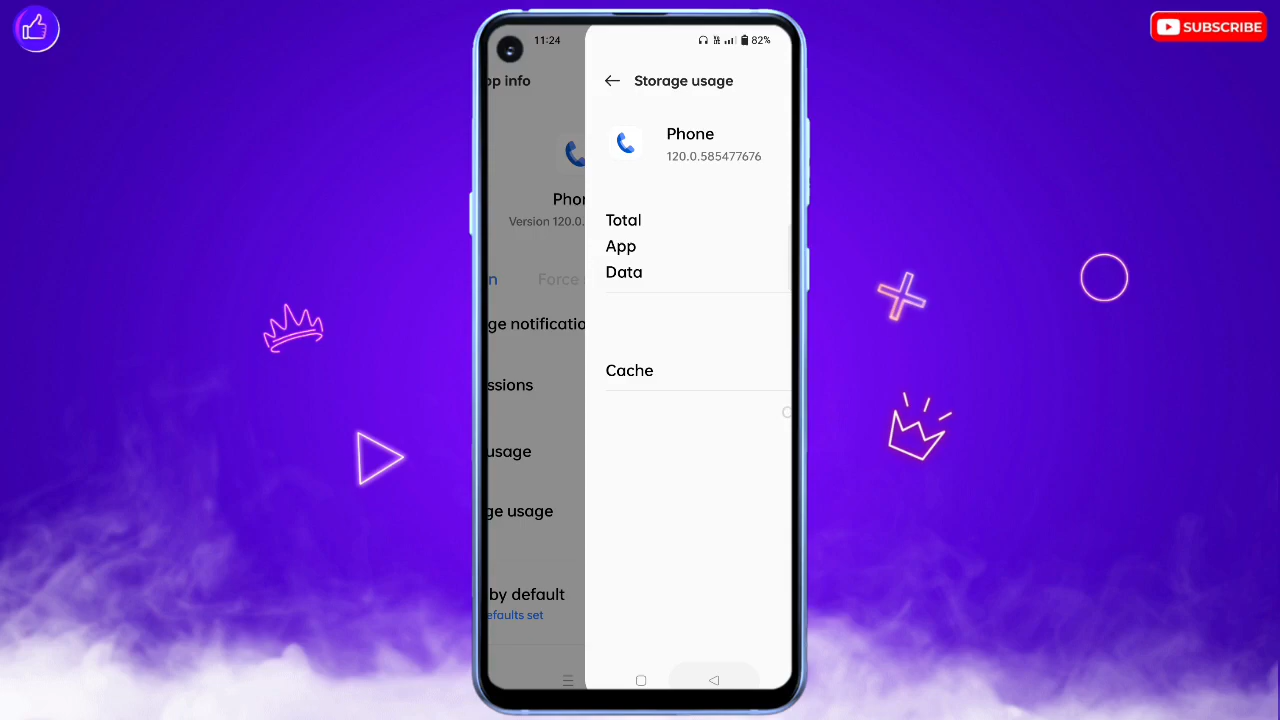 SUBSCRIBE
11:24
82%
pp info
Storage usage
Phone
120.0.585477676
Phon
Version 120.0.
Total
App
Data
n
Force
ge notificatio
Cache
ssions
usage
ge usage
by default
efaults set